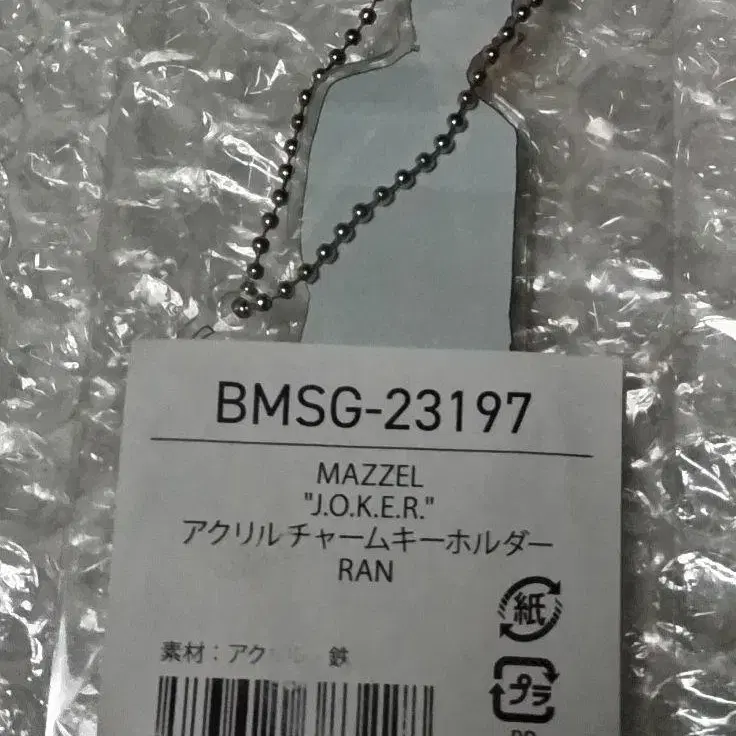 BMSG-23197
MAZZEL
"J.O.K.E.R."
アクリルチャームキーホルダー
RAN
紙
素材：アク 鉄
プラ